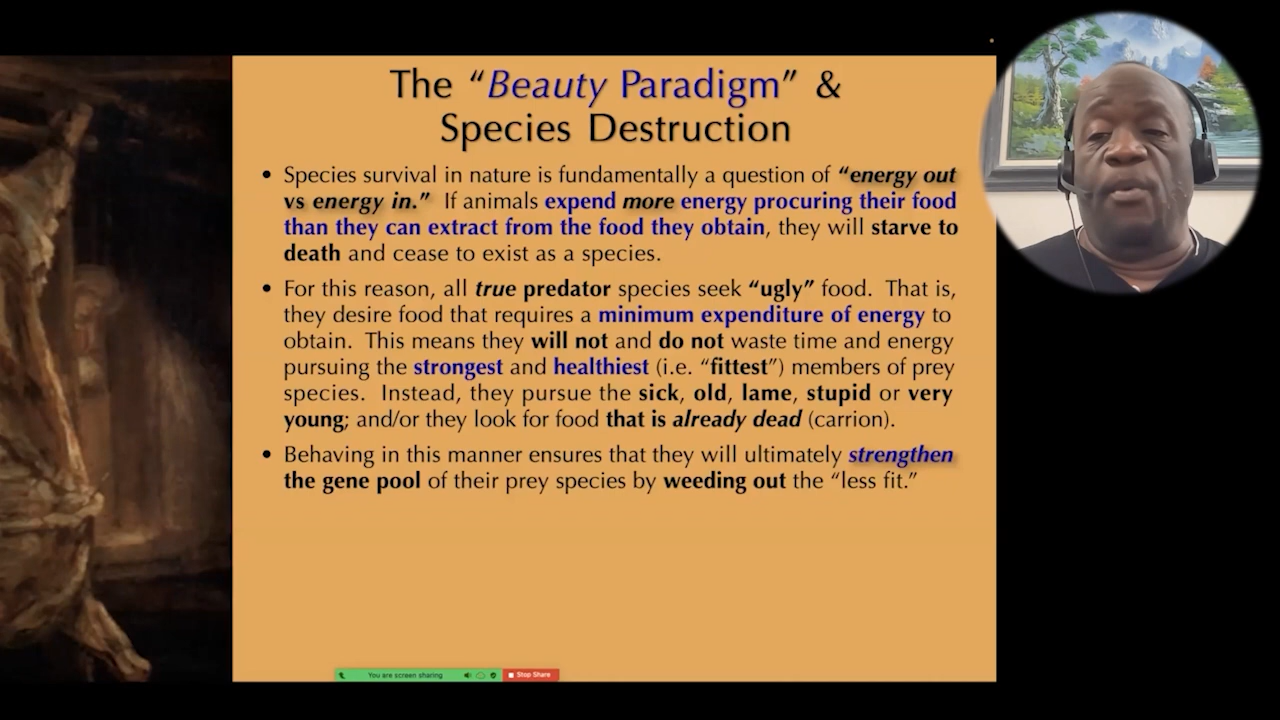 The “Beauty Paradigm” &
Species Destruction
• Species survival in nature is fundamentally a question of “energy out
vs energy in.” If animals expend more energy procuring their food
than they can extract from the food they obtain, they will starve to
death and cease to exist as a species.
• For this reason, all true predator species seek “ugly” food. That is,
they desire food that requires a minimum expenditure of energy to
obtain. This means they will not and do not waste time and energy
pursuing the strongest and healthiest (i.e. “fittest”) members of prey
species. Instead, they pursue the sick, old, lame, stupid or very
young; and/or they look for food that is already dead (carrion).
• Behaving in this manner ensures that they will ultimately strengthen
the gene pool of their prey species by weeding out the “less fit.”
You are screen sharing
Stop Share